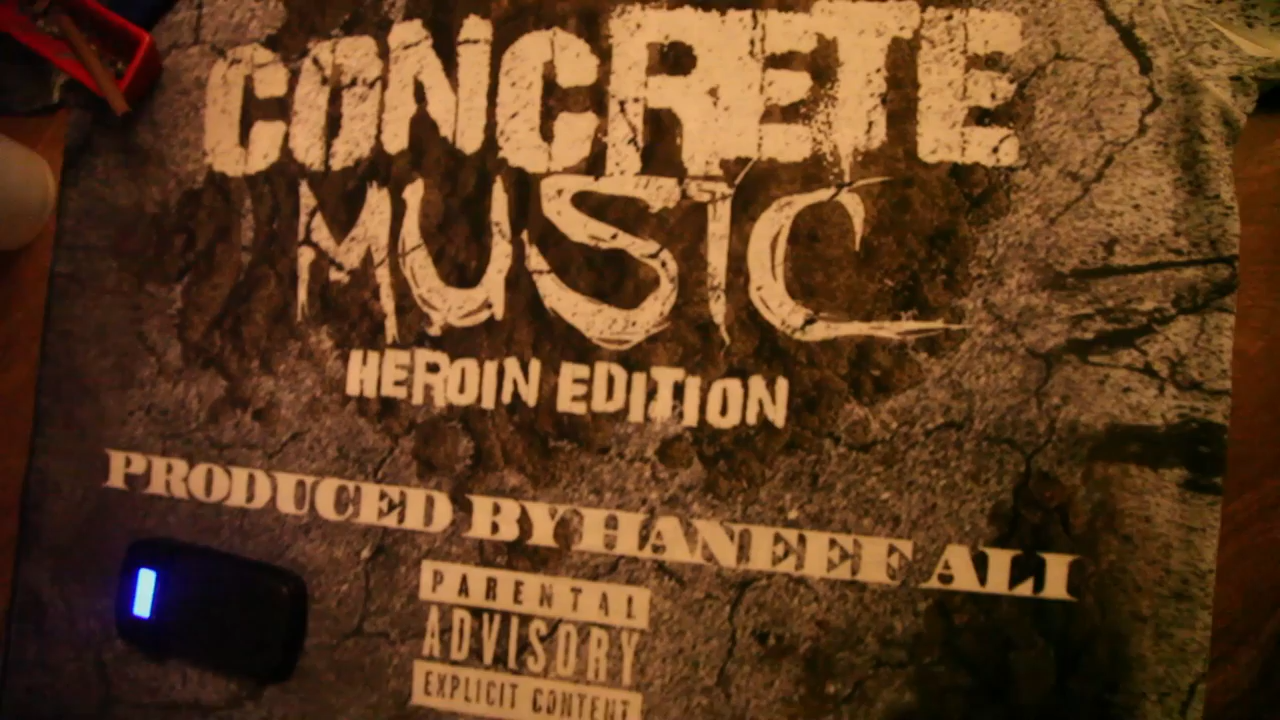 CONCRETE
MUSIC
HEROIN EDITION
PRODUCED BY HANEEF ALI
PARENTAL
ADVISORY
EXPLICIT CONTENT